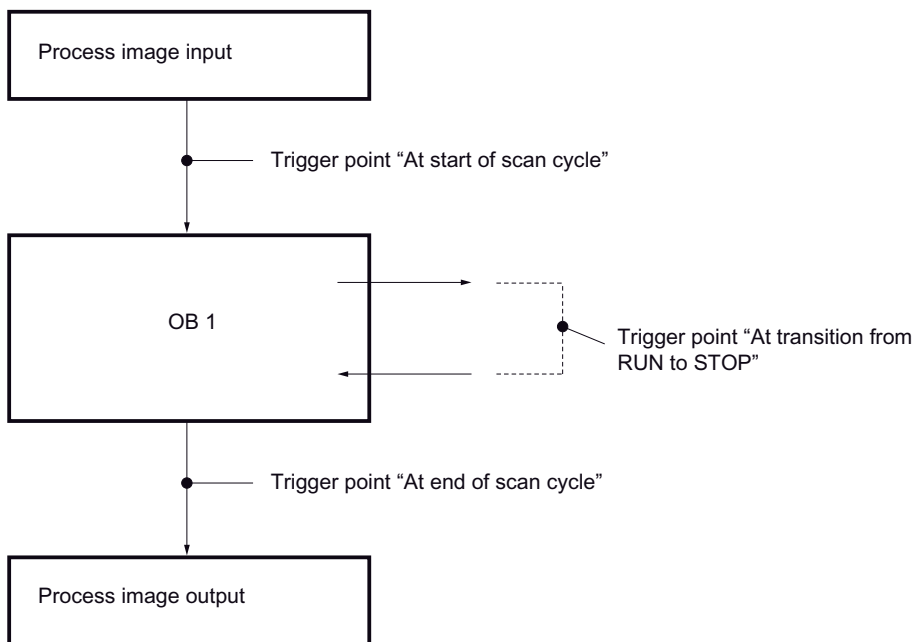 Process image input
Trigger point “At start of scan cycle”
OB 1
Trigger point “At transition from
RUN to STOP”
Trigger point “At end of scan cycle”
Process image output